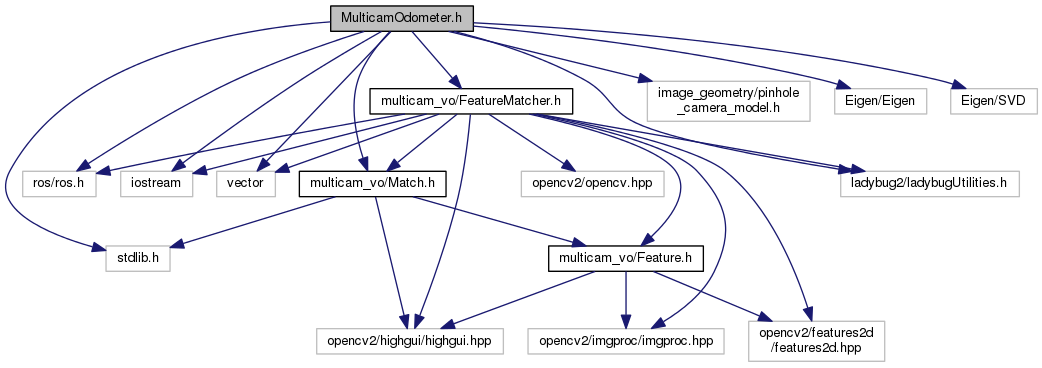 MulticamOdometer.h
multicam_vo/FeatureMatcher.h
image_geometry/pinhole
_camera_model.h
Eigen/Eigen
Eigen/SVD
ros/ros.h
iostream
vector
multicam_vo/Match.h
opencv2/opencv.hpp
ladybug2/ladybugUtilities.h
stdlib.h
multicam_vo/Feature.h
opencv2/highgui/highgui.hpp
opencv2/imgproc/imgproc.hpp
opencv2/features2d
/features2d.hpp